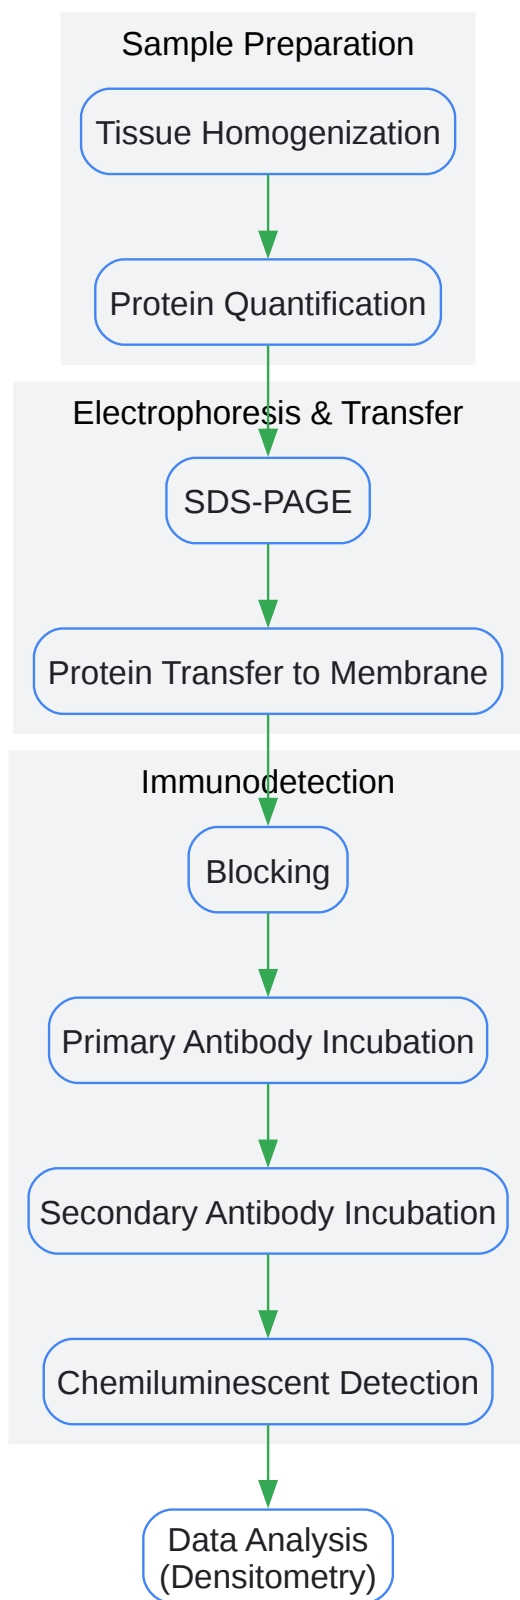 Sample Preparation
Tissue Homogenization
Protein Quantification
Electrophoresis & Transfer
SDS-PAGE
Protein Transfer to Membrane
Immunodetection
Blocking
Primary Antibody Incubation
Secondary Antibody Incubation
Chemiluminescent Detection
Data Analysis
(Densitometry)